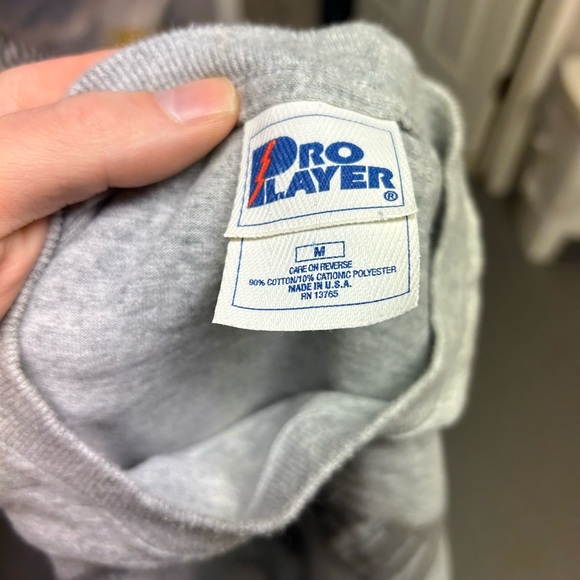 PRO
PLAYER®
M
CARE ON REVERSE
90% COTTON/10% CATIONIC POLYESTER
MADE IN U.S.A.
RN 13765